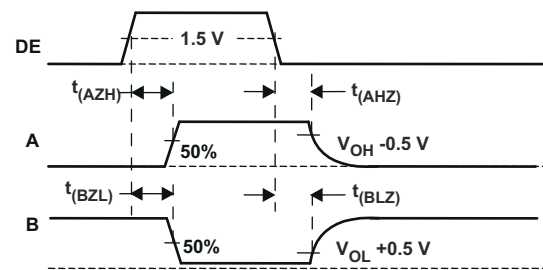 DE
1.5 V
t(AZH)
t(AHZ)
A
50%
VOH -0.5 V
t(BZL)
t(BLZ)
B
50%
VOL +0.5 V